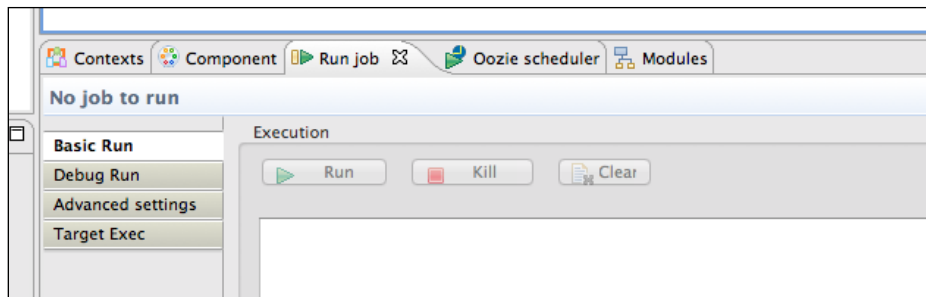 Contexts Component Run job Oozie scheduler Modules
No job to run
Execution
Basic Run
Run Kill Clear
Debug Run
Advanced settings
Target Exec